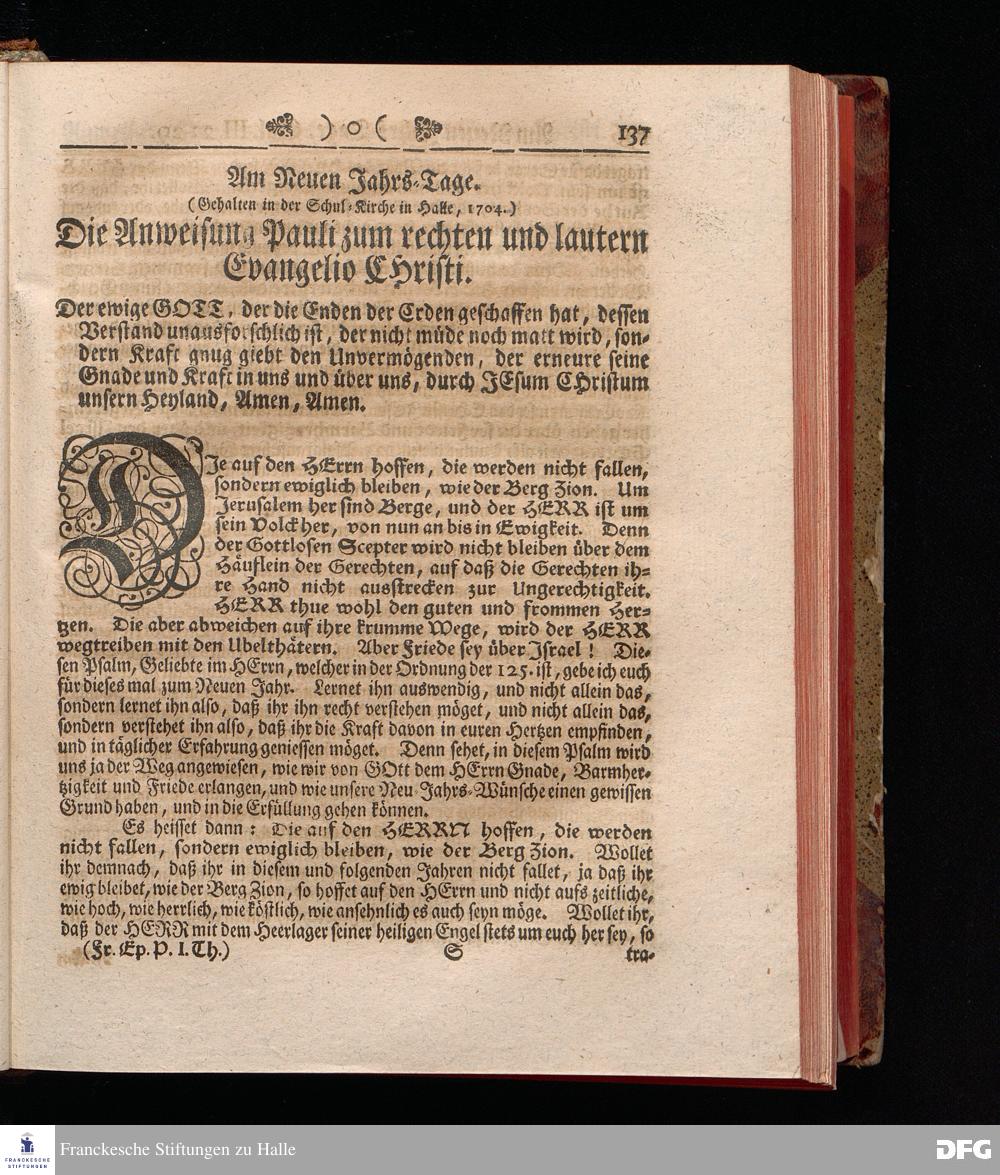 ) o ( 137
Am Neuen Jahrs-Tage.
(Gehalten in der Schul-Kirche in Halle, 1704.)
Die Anweisung Pauli zum rechten und lautern
Evangelio CHristi.
Der ewige GOTT, der die Enden der Erden geschaffen hat, dessen
Verstand unausforschlich ist, der nicht müde noch matt wird, son-
dern Kraft gnug giebt den Unvermögenden, der erneure seine
Gnade und Kraft in uns und über uns, durch JEsum CHristum
unsern Heyland, Amen, Amen.
DIe auf den HErrn hoffen, die werden nicht fallen,
sondern ewiglich bleiben, wie der Berg Zion. Um
Jerusalem her sind Berge, und der HERR ist um
sein Volck her, von nun an bis in Ewigkeit. Denn
der Gottlosen Scepter wird nicht bleiben über dem
Häuflein der Gerechten, auf daß die Gerechten ih-
re Hand nicht ausstrecken zur Ungerechtigkeit.
HERR thue wohl den guten und frommen Her-
tzen. Die aber abweichen auf ihre krumme Wege, wird der HERR
wegtreiben mit den Ubelthätern. Aber Friede sey über Israel! Die-
sen Psalm, Geliebte im HErrn, welcher in der Ordnung der 125. ist, gebe ich euch
für dieses mal zum Neuen Jahr. Lernet ihn auswendig, und nicht allein das,
sondern lernet ihn also, daß ihr ihn recht verstehen möget, und nicht allein das,
sondern verstehet ihn also, daß ihr die Kraft davon in euren Hertzen empfinden,
und in täglicher Erfahrung geniessen möget. Denn sehet, in diesem Psalm wird
uns ja der Weg angewiesen, wie wir von GOtt dem HErrn Gnade, Barmher-
tzigkeit und Friede erlangen, und wie unsere Neu-Jahrs-Wünsche einen gewissen
Grund haben, und in die Erfüllung gehen können.
Es heisset dann: Die auf den HERRN hoffen, die werden
nicht fallen, sondern ewiglich bleiben, wie der Berg Zion. Wollet
ihr demnach, daß ihr in diesem und folgenden Jahren nicht fallet, ja daß ihr
ewig bleibet, wie der Berg Zion, so hoffet auf den HErrn und nicht aufs zeitliche,
wie hoch, wie herrlich, wie köstlich, wie ansehnlich es auch seyn möge. Wollet ihr,
daß der HERR mit dem Heerlager seiner heiligen Engel stets um euch her sey, so
(Fr. Ep. P. I. Th.) S tra-
FRANCKESCHE
STIFTUNGEN
Franckesche Stiftungen zu Halle
DFG